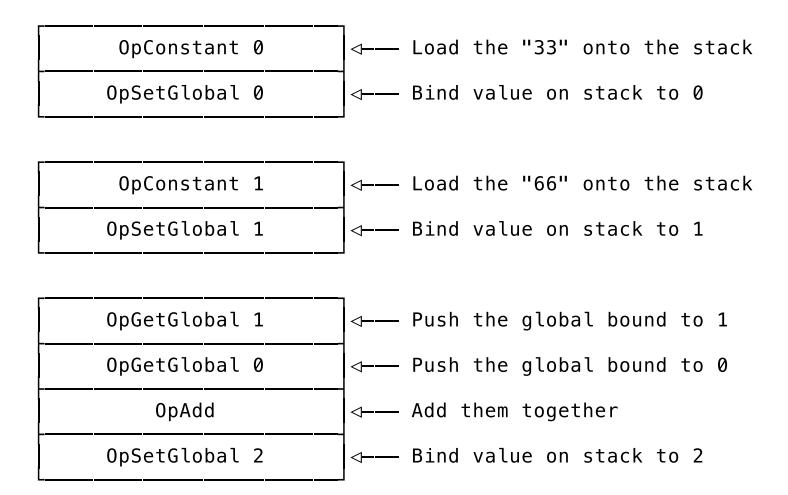 OpConstant 0 Load the "33" onto the stack
OpSetGlobal 0 Bind value on stack to 0
OpConstant 1 Load the "66" onto the stack
OpSetGlobal 1 Bind value on stack to 1
OpGetGlobal 1 Push the global bound to 1
OpGetGlobal 0 Push the global bound to 0
OpAdd Add them together
OpSetGlobal 2 Bind value on stack to 2